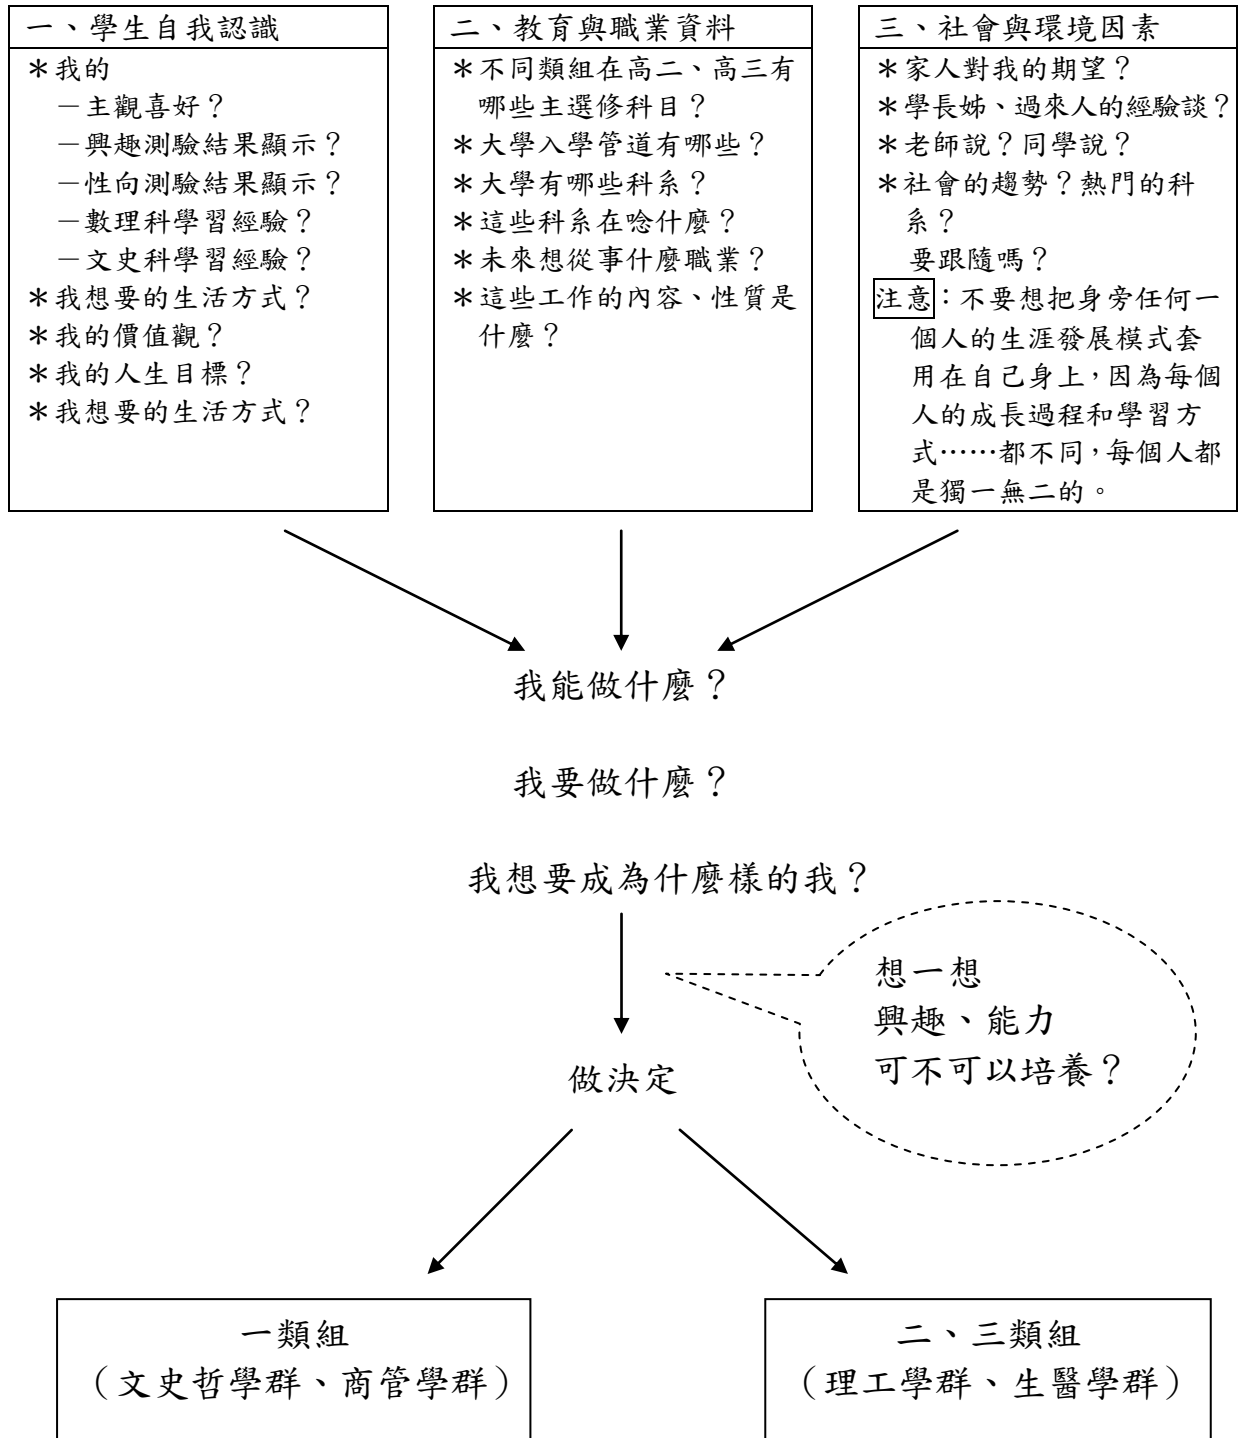 一、學生自我認識
＊我的
－主觀喜好？
－興趣測驗結果顯示？
－性向測驗結果顯示？
－數理科學習經驗？
－文史科學習經驗？
＊我想要的生活方式？
＊我的價值觀？
＊我的人生目標？
＊我想要的生活方式？
二、教育與職業資料
＊不同類組在高二、高三有
哪些主選修科目？
＊大學入學管道有哪些？
＊大學有哪些科系？
＊這些科系在唸什麼？
＊未來想從事什麼職業？
＊這些工作的內容、性質是
什麼？
三、社會與環境因素
＊家人對我的期望？
＊學長姊、過來人的經驗談？
＊老師說？同學說？
＊社會的趨勢？熱門的科
系？
要跟隨嗎？
注意：不要想把身旁任何一
個人的生涯發展模式套
用在自己身上，因為每個
人的成長過程和學習方
式……都不同，每個人都
是獨一無二的。
我能做什麼？
我要做什麼？
我想要成為什麼樣的我？
想一想
興趣、能力
可不可以培養？
做決定
一類組
（文史哲學群、商管學群）
二、三類組
（理工學群、生醫學群）